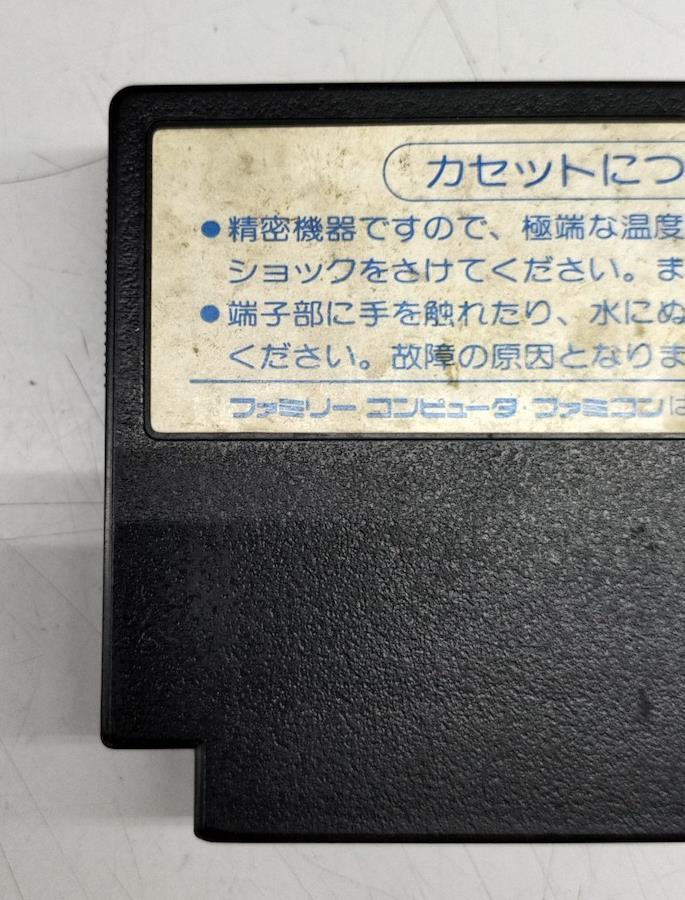 カセットにつ
●精密機器ですので、極端な温度
ショックをさけてください。ま
●端子部に手を触れたり、水にぬ
ください。故障の原因となりま
ファミリーコンピュータ・ファミコンは